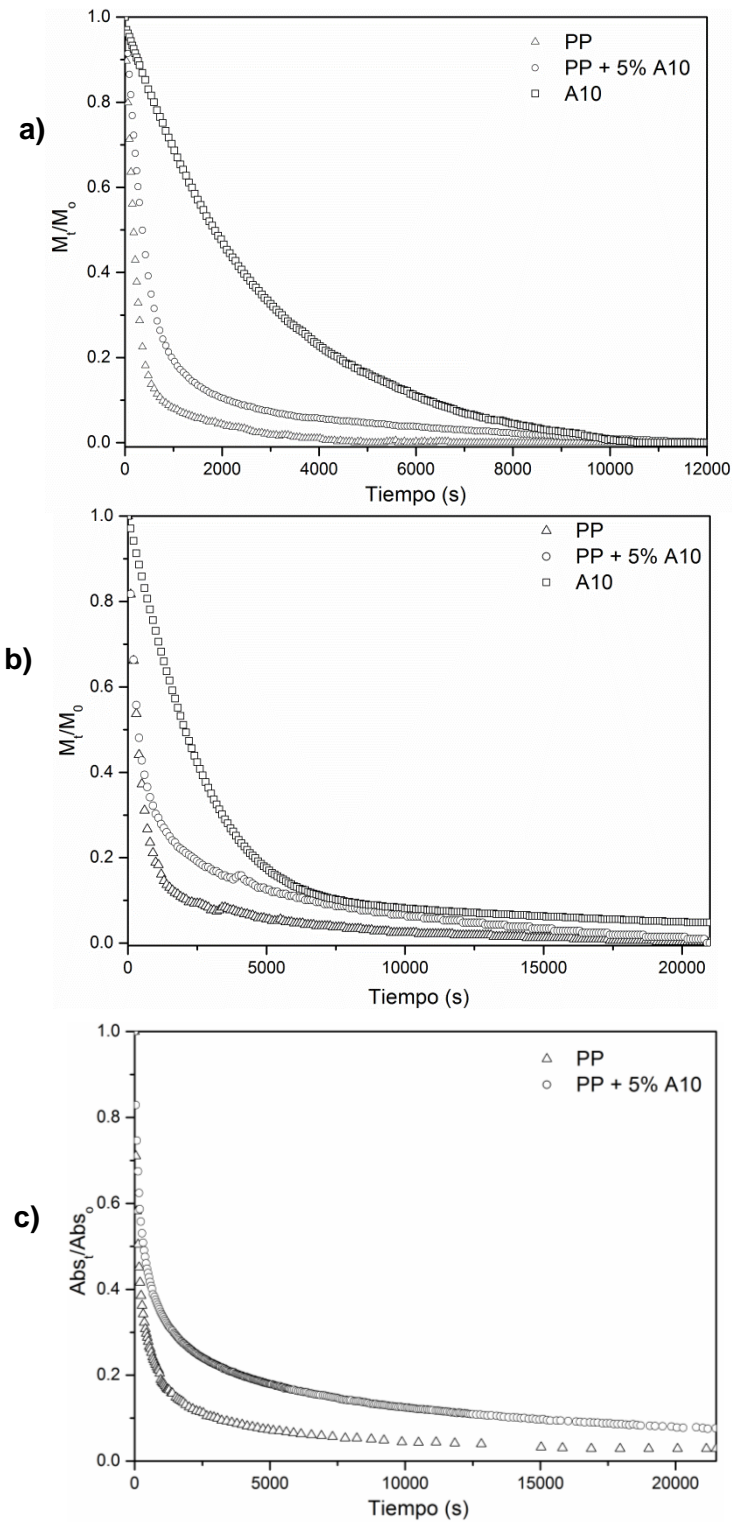 a)
1.0
0.8
0.6
0.4
0.2
0.0
Mt/Mo
△ PP
○ PP + 5% A10
□ A10
0 2000 4000 6000 8000 10000 12000
Tiempo (s)
b)
1.0
0.8
0.6
0.4
0.2
0.0
Mt/M0
△ PP
○ PP + 5% A10
□ A10
0 5000 10000 15000 20000
Tiempo (s)
c)
1.0
0.8
0.6
0.4
0.2
0.0
Abst/Abso
△ PP
○ PP + 5% A10
0 5000 10000 15000 20000
Tiempo (s)